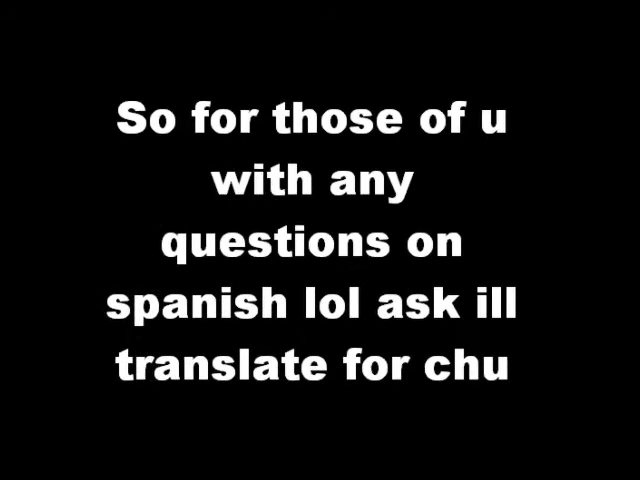 So for those of u
with any
questions on
spanish lol ask ill
translate for chu